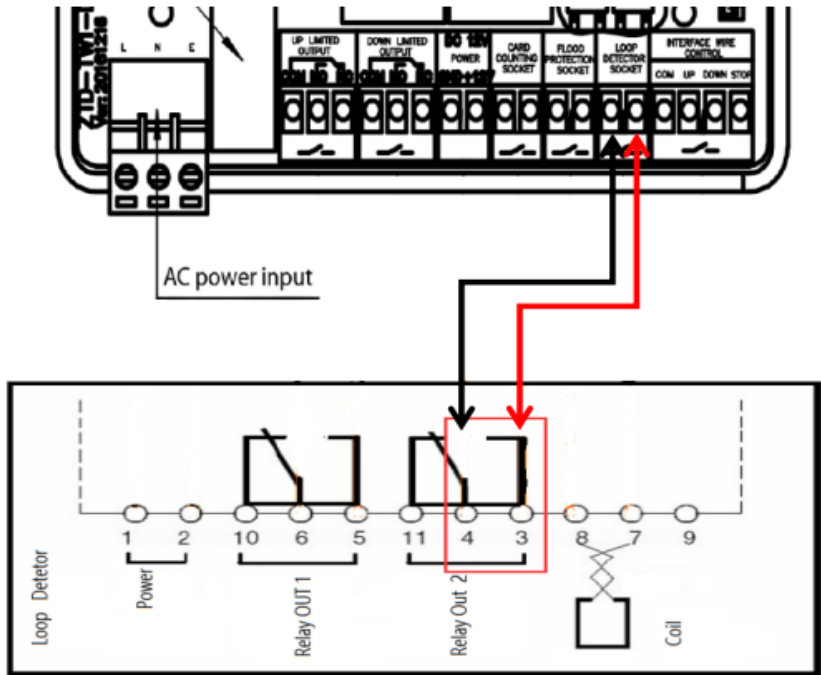 L N E
UP LIMITED
OUTPUT
COM NO NC
DOWN LIMITED
OUTPUT
COM NO NC
DC 12V
POWER
GND +12V
CARD
COUNTING
SOCKET
FLOOD
PROTECTION
SOCKET
LOOP
DETECTOR
SOCKET
INTERFACE WIRE
CONTROL
COM UP DOWN STOP
Ver: 20161216
AC power input
1 2 10 6 5 11 4 3 8 7 9
Loop Detetor
Power
Relay OUT 1
Relay Out 2
Coil